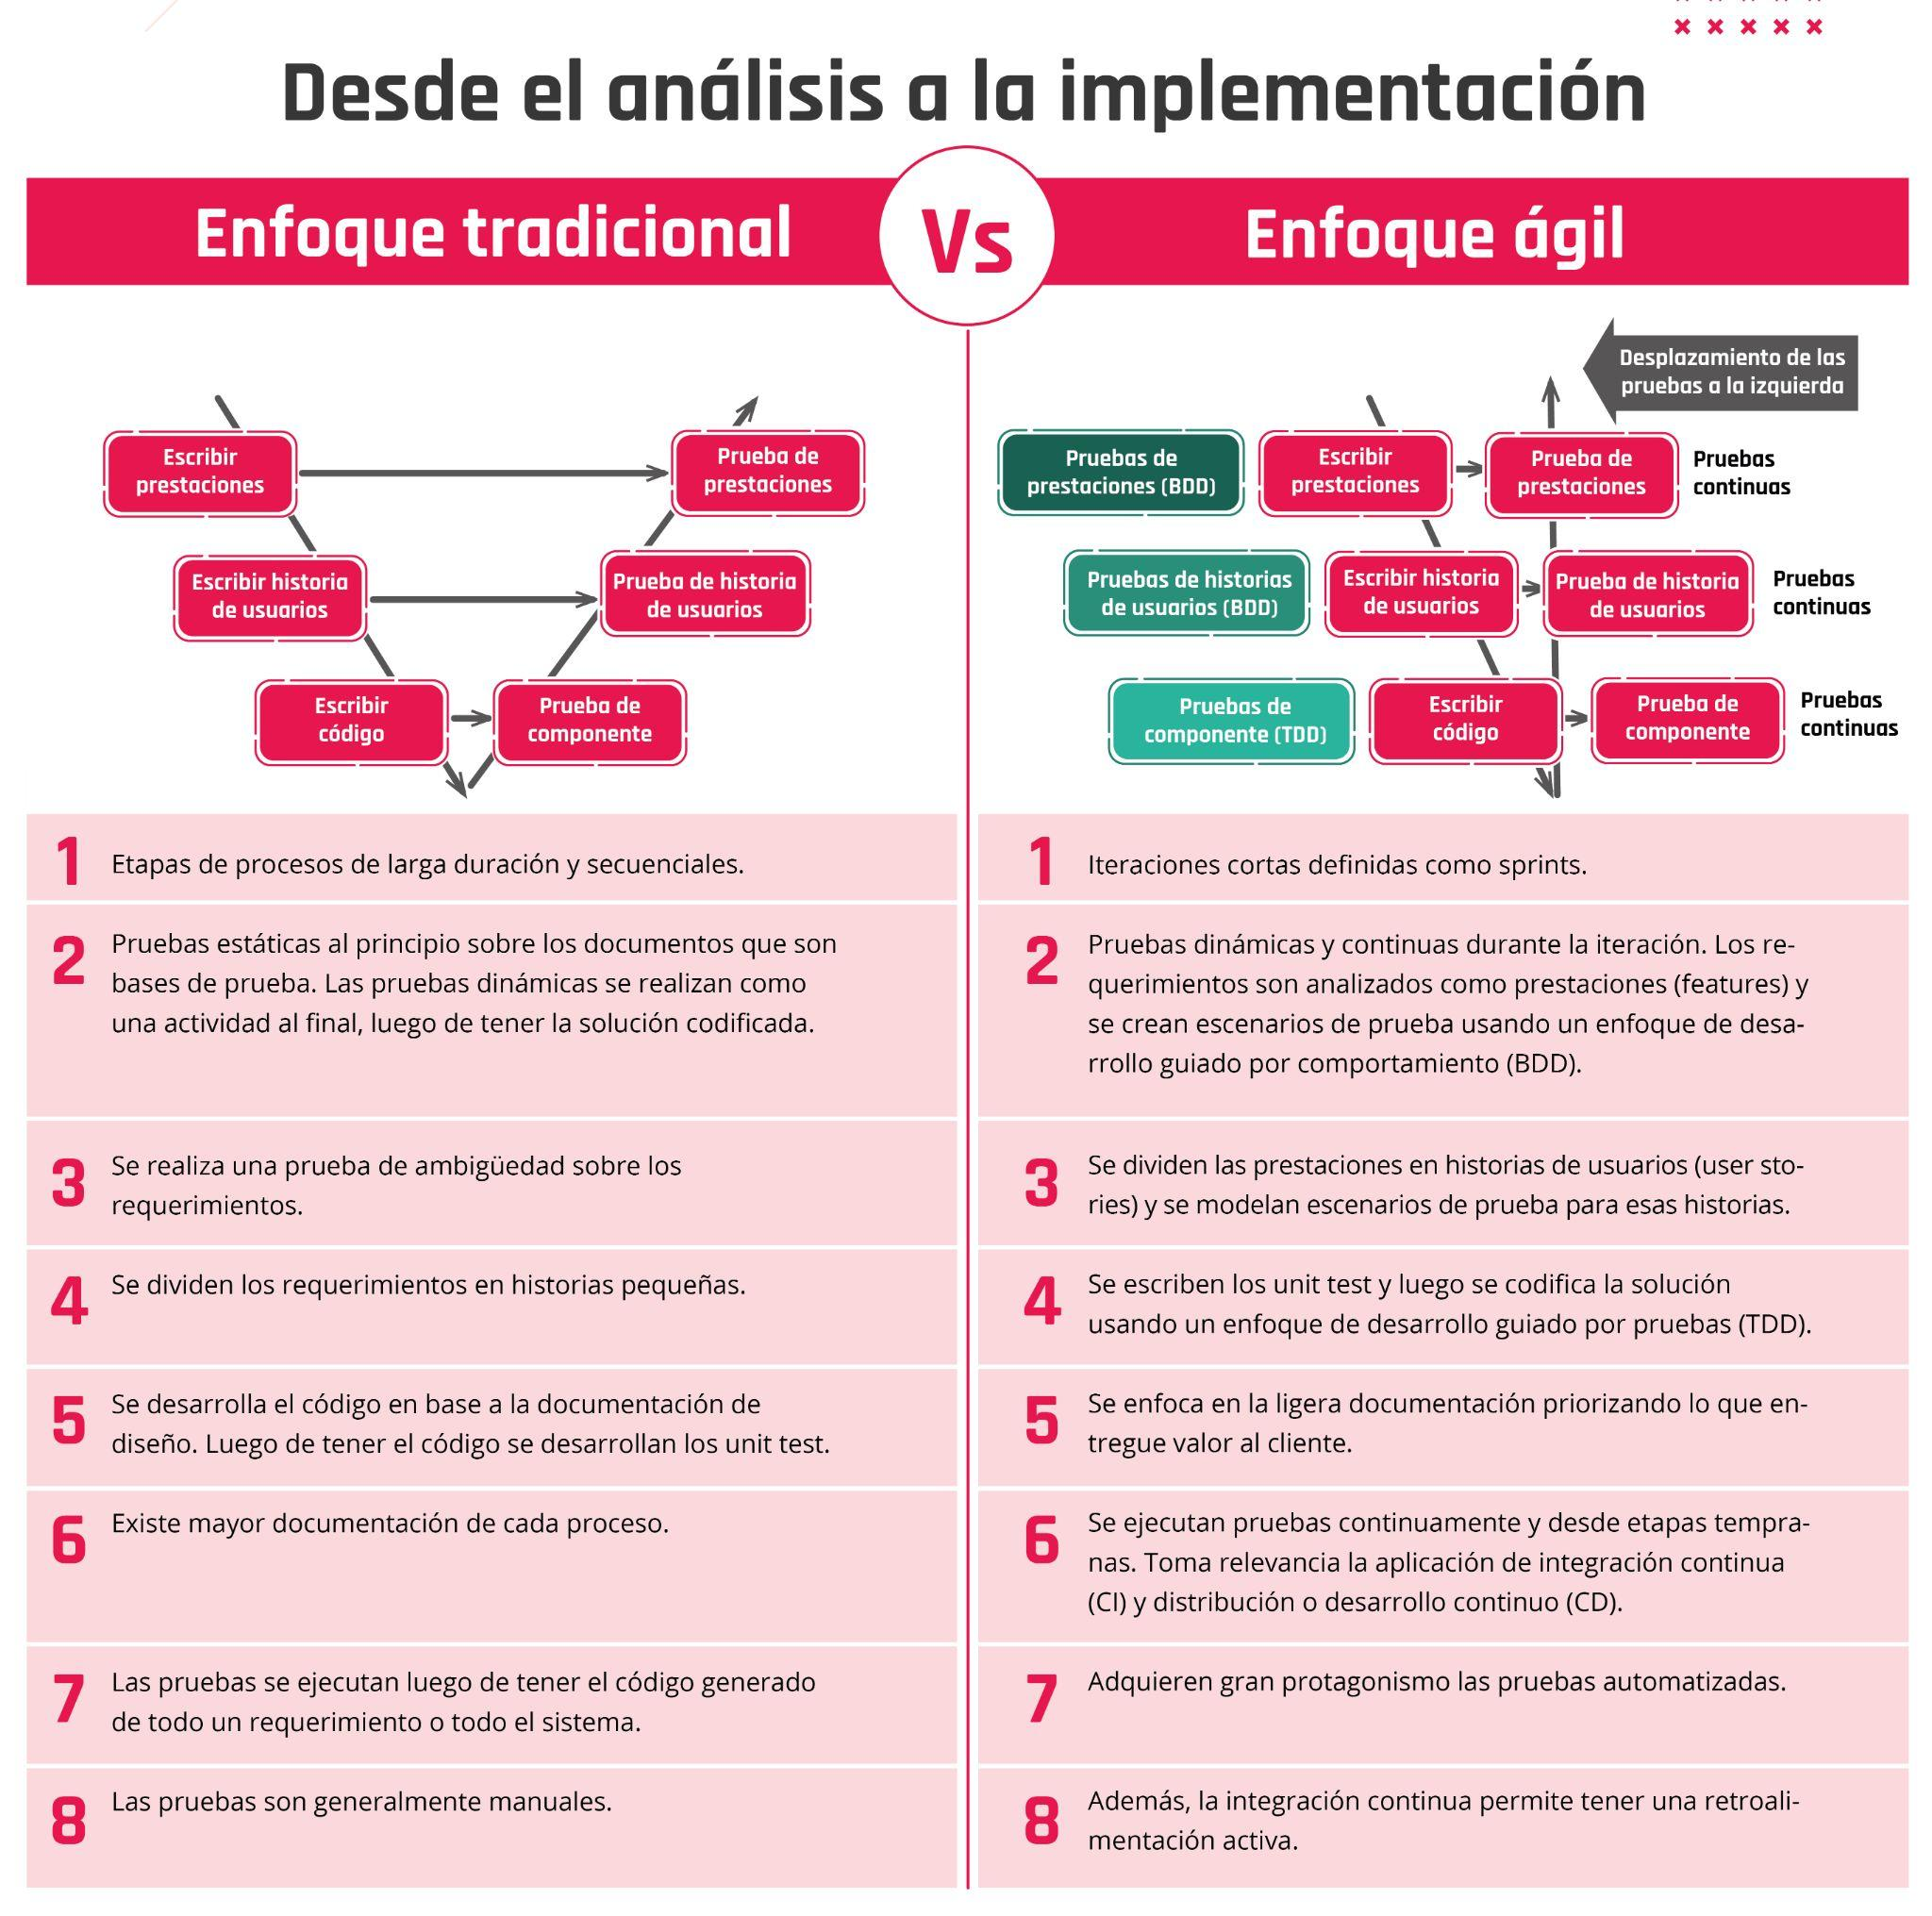 Desde el análisis a la implementación
Enfoque tradicional
Vs
Enfoque ágil
Escribir
prestaciones
Prueba de
prestaciones
Escribir historia
de usuarios
Prueba de historia
de usuarios
Escribir
código
Prueba de
componente
Desplazamiento de las
pruebas a la izquierda
Pruebas de
prestaciones (BDD)
Escribir
prestaciones
Prueba de
prestaciones
Pruebas
continuas
Pruebas de historias
de usuarios (BDD)
Escribir historia
de usuarios
Prueba de historia
de usuarios
Pruebas
continuas
Pruebas de
componente (TDD)
Escribir
código
Prueba de
componente
Pruebas
continuas
1
Etapas de procesos de larga duración y secuenciales.
2
Pruebas estáticas al principio sobre los documentos que son
bases de prueba. Las pruebas dinámicas se realizan como
una actividad al final, luego de tener la solución codificada.
3
Se realiza una prueba de ambigüedad sobre los
requerimientos.
4
Se dividen los requerimientos en historias pequeñas.
5
Se desarrolla el código en base a la documentación de
diseño. Luego de tener el código se desarrollan los unit test.
6
Existe mayor documentación de cada proceso.
7
Las pruebas se ejecutan luego de tener el código generado
de todo un requerimiento o todo el sistema.
8
Las pruebas son generalmente manuales.
1
Iteraciones cortas definidas como sprints.
2
Pruebas dinámicas y continuas durante la iteración. Los re-
querimientos son analizados como prestaciones (features) y
se crean escenarios de prueba usando un enfoque de desa-
rrollo guiado por comportamiento (BDD).
3
Se dividen las prestaciones en historias de usuarios (user sto-
ries) y se modelan escenarios de prueba para esas historias.
4
Se escriben los unit test y luego se codifica la solución
usando un enfoque de desarrollo guiado por pruebas (TDD).
5
Se enfoca en la ligera documentación priorizando lo que en-
tregue valor al cliente.
6
Se ejecutan pruebas continuamente y desde etapas tempra-
nas. Toma relevancia la aplicación de integración continua
(CI) y distribución o desarrollo continuo (CD).
7
Adquieren gran protagonismo las pruebas automatizadas.
8
Además, la integración continua permite tener una retroali-
mentación activa.